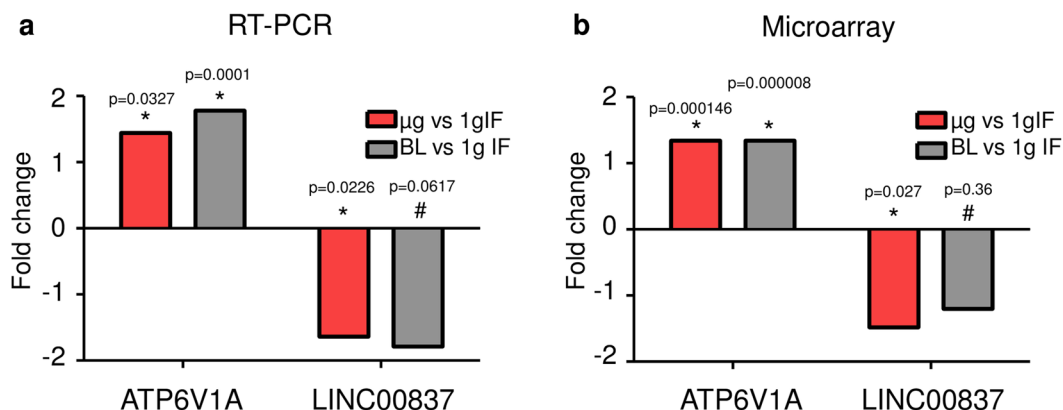 a RT-PCR
p=0.0001
p=0.0327
*
*
2
1
0
-1
-2
Fold change
µg vs 1gIF
BL vs 1g IF
p=0.0226
p=0.0617
*
#
ATP6V1A
LINC00837
b Microarray
p=0.000008
p=0.000146
*
*
2
1
0
-1
-2
Fold change
µg vs 1gIF
BL vs 1g IF
p=0.027
p=0.36
*
#
ATP6V1A
LINC00837